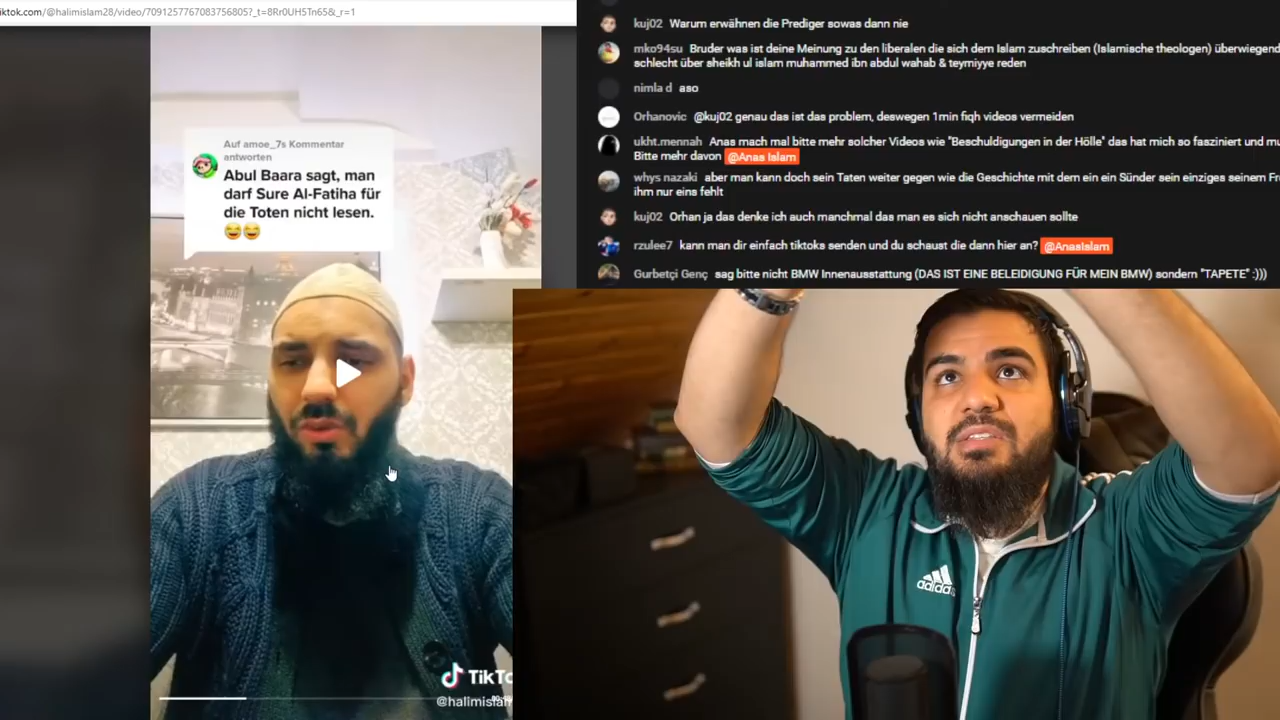 iktok.com/@halimislam28/video/7091257767083756805?_t=8Rr0UH5Tn65&_r=1
Auf amoe_7s Kommentar
antworten
Abul Baara sagt, man
darf Sure Al-Fatiha für
die Toten nicht lesen.
😂😂
TikTo
@halimislam
kuj02 Warum erwähnen die Prediger sowas dann nie
mko94su Bruder was ist deine Meinung zu den liberalen die sich dem Islam zuschreiben (Islamische theologen) überwiegend
schlecht über sheikh ul islam muhammed ibn abdul wahab & teymiyye reden
nimla d aso
Orhanovic @kuj02 genau das ist das problem, deswegen 1min fiqh videos vermeiden
ukht.mennah Anas mach mal bitte mehr solcher Videos wie "Beschuldigungen in der Hölle" das hat mich so fasziniert und mu
Bitte mehr davon @Anas Islam
whys nazaki aber man kann doch sein Taten weiter gegen wie die Geschichte mit dem ein ein Sünder sein einziges seinem Fr
ihm nur eins fehlt
kuj02 Orhan ja das denke ich auch manchmal das man es sich nicht anschauen sollte
rzulee7 kann man dir einfach tiktoks senden und du schaust die dann hier an? @AnasIslam
Gurbetçi Genç sag bitte nicht BMW Innenausstattung (DAS IST EINE BELEIDIGUNG FÜR MEIN BMW) sondern "TAPETE" :)))
adidas